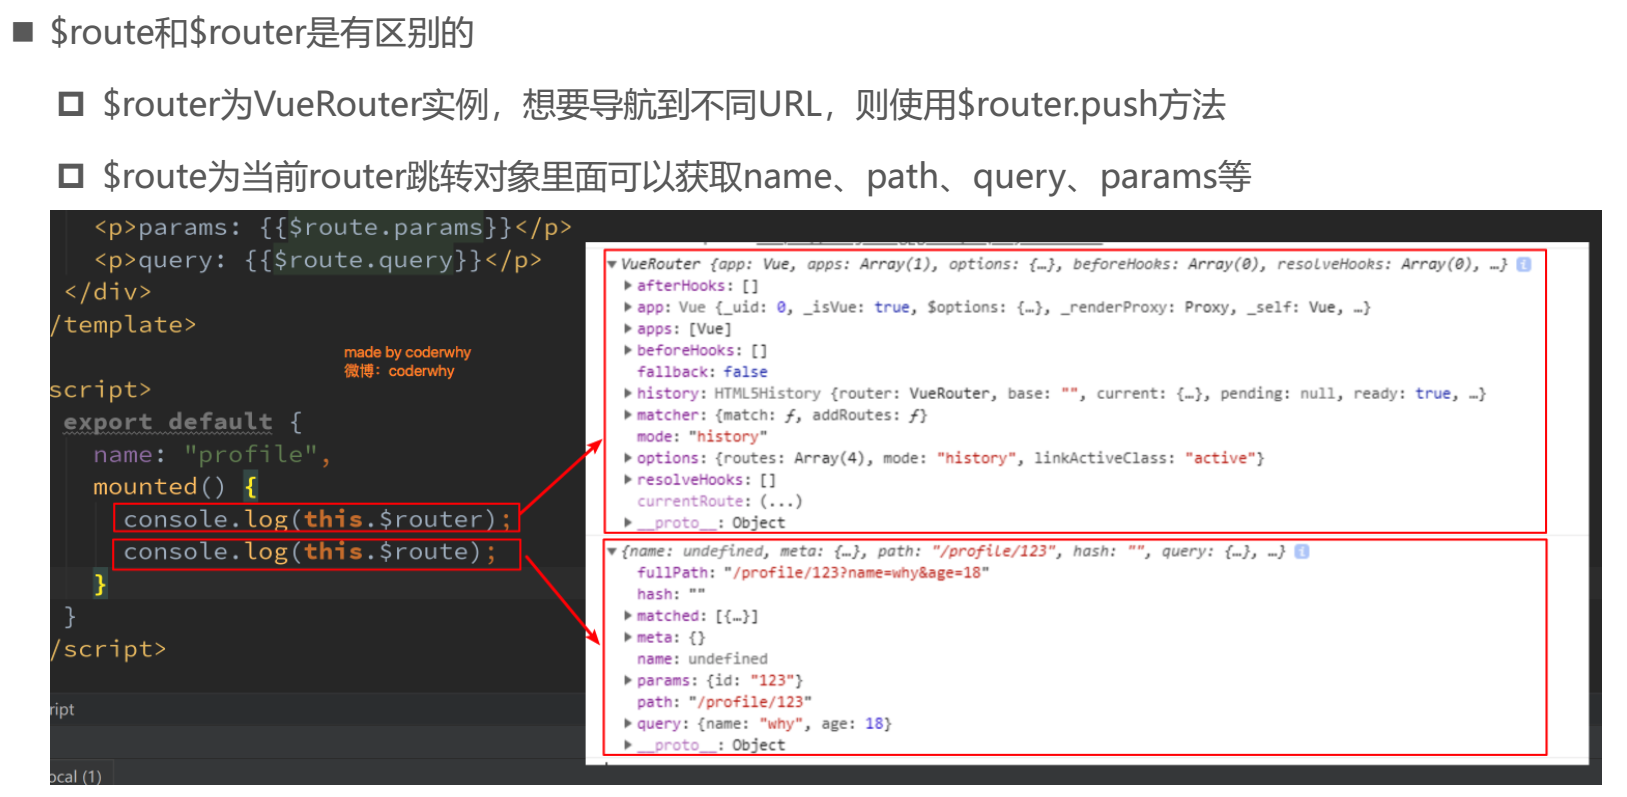 $route和$router是有区别的
$router为VueRouter实例，想要导航到不同URL，则使用$router.push方法
$route为当前router跳转对象里面可以获取name、path、query、params等
<p>params: {{$route.params}}</p>
<p>query: {{$route.query}}</p>
</div>
/template>
made by coderwhy
微博：coderwhy
script>
export default {
name: "profile",
mounted() {
console.log(this.$router);
console.log(this.$route);
}
}
/script>
ript
ocal (1)
▼VueRouter {app: Vue, apps: Array(1), options: {…}, beforeHooks: Array(0), resolveHooks: Array(0), …}
▶afterHooks: []
▶app: Vue {_uid: 0, _isVue: true, $options: {…}, _renderProxy: Proxy, _self: Vue, …}
▶apps: [Vue]
▶beforeHooks: []
fallback: false
▶history: HTML5History {router: VueRouter, base: "", current: {…}, pending: null, ready: true, …}
▶matcher: {match: ƒ, addRoutes: ƒ}
mode: "history"
▶options: {routes: Array(4), mode: "history", linkActiveClass: "active"}
▶resolveHooks: []
currentRoute: (...)
▶__proto__: Object
▼{name: undefined, meta: {…}, path: "/profile/123", hash: "", query: {…}, …}
fullPath: "/profile/123?name=why&age=18"
hash: ""
▶matched: [{…}]
▶meta: {}
name: undefined
▶params: {id: "123"}
path: "/profile/123"
▶query: {name: "why", age: 18}
▶__proto__: Object